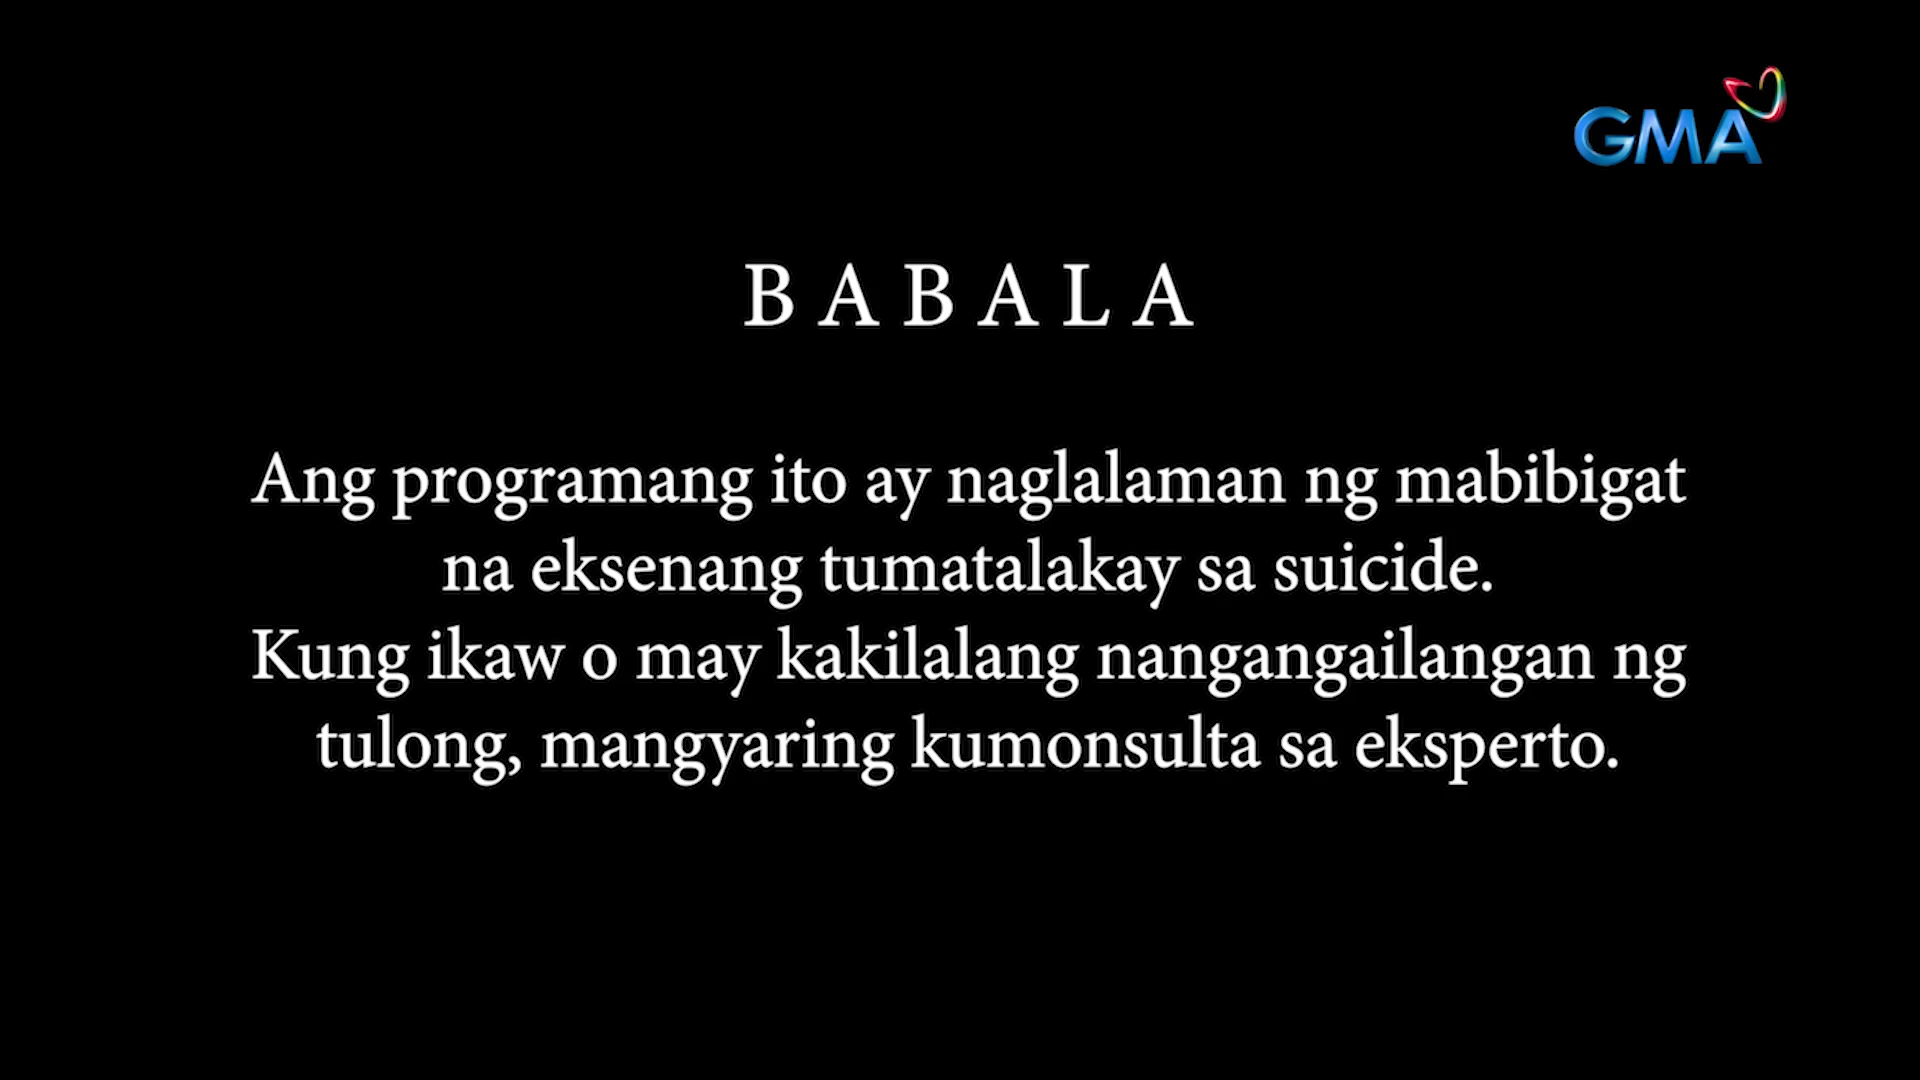 GMA
B A B A L A
Ang programang ito ay naglalaman ng mabibigat
na eksenang tumatalakay sa suicide.
Kung ikaw o may kakilalang nangangailangan ng
tulong, mangyaring kumonsulta sa eksperto.